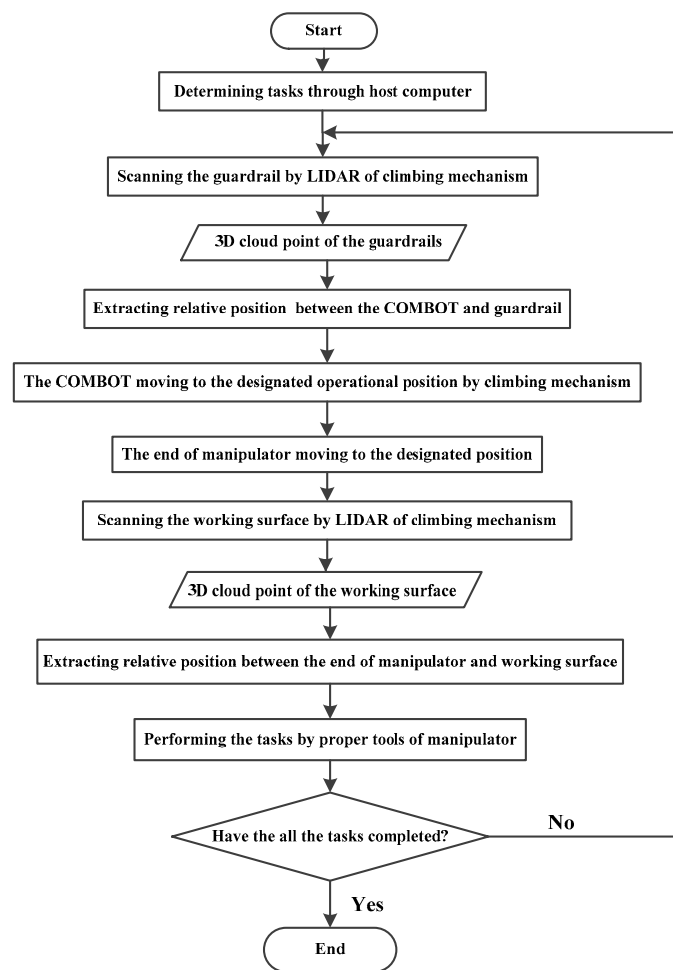 Start
Determining tasks through host computer
Scanning the guardrail by LIDAR of climbing mechanism
3D cloud point of the guardrails
Extracting relative position between the COMBOT and guardrail
The COMBOT moving to the designated operational position by climbing mechanism
The end of manipulator moving to the designated position
Scanning the working surface by LIDAR of climbing mechanism
3D cloud point of the working surface
Extracting relative position between the end of manipulator and working surface
Performing the tasks by proper tools of manipulator
Have the all the tasks completed?
No
Yes
End